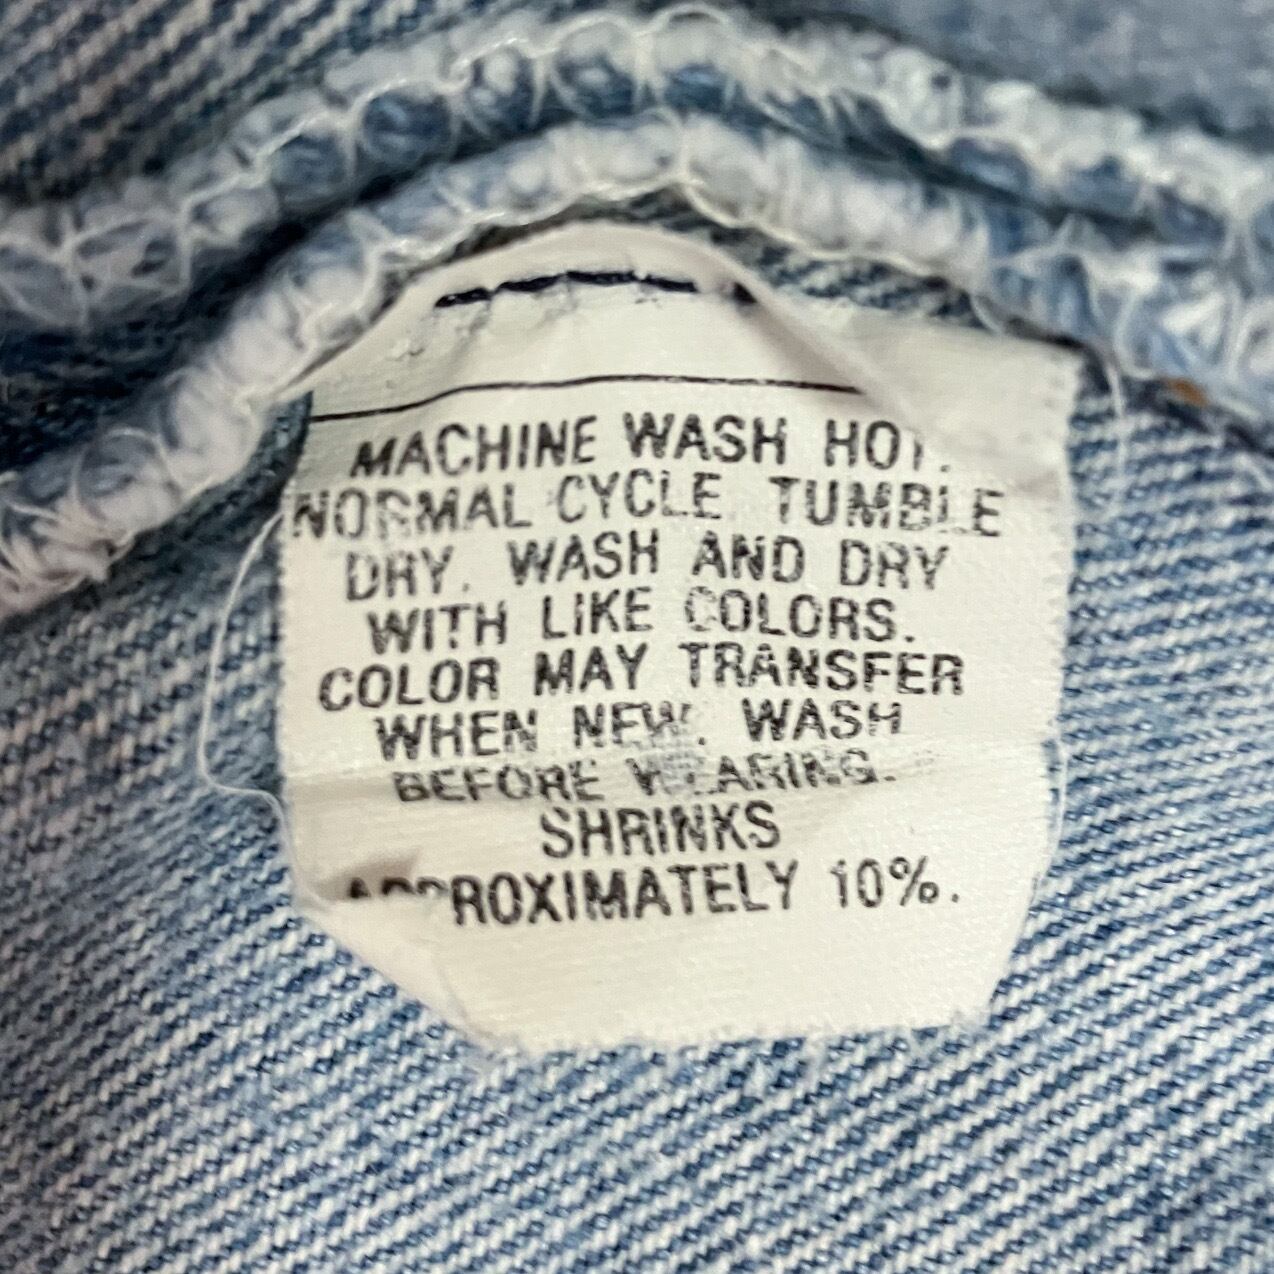 MACHINE WASH HOT.
NORMAL CYCLE TUMBLE
DRY. WASH AND DRY
WITH LIKE COLORS.
COLOR MAY TRANSFER
WHEN NEW. WASH
BEFORE WEARING.
SHRINKS
APPROXIMATELY 10%.